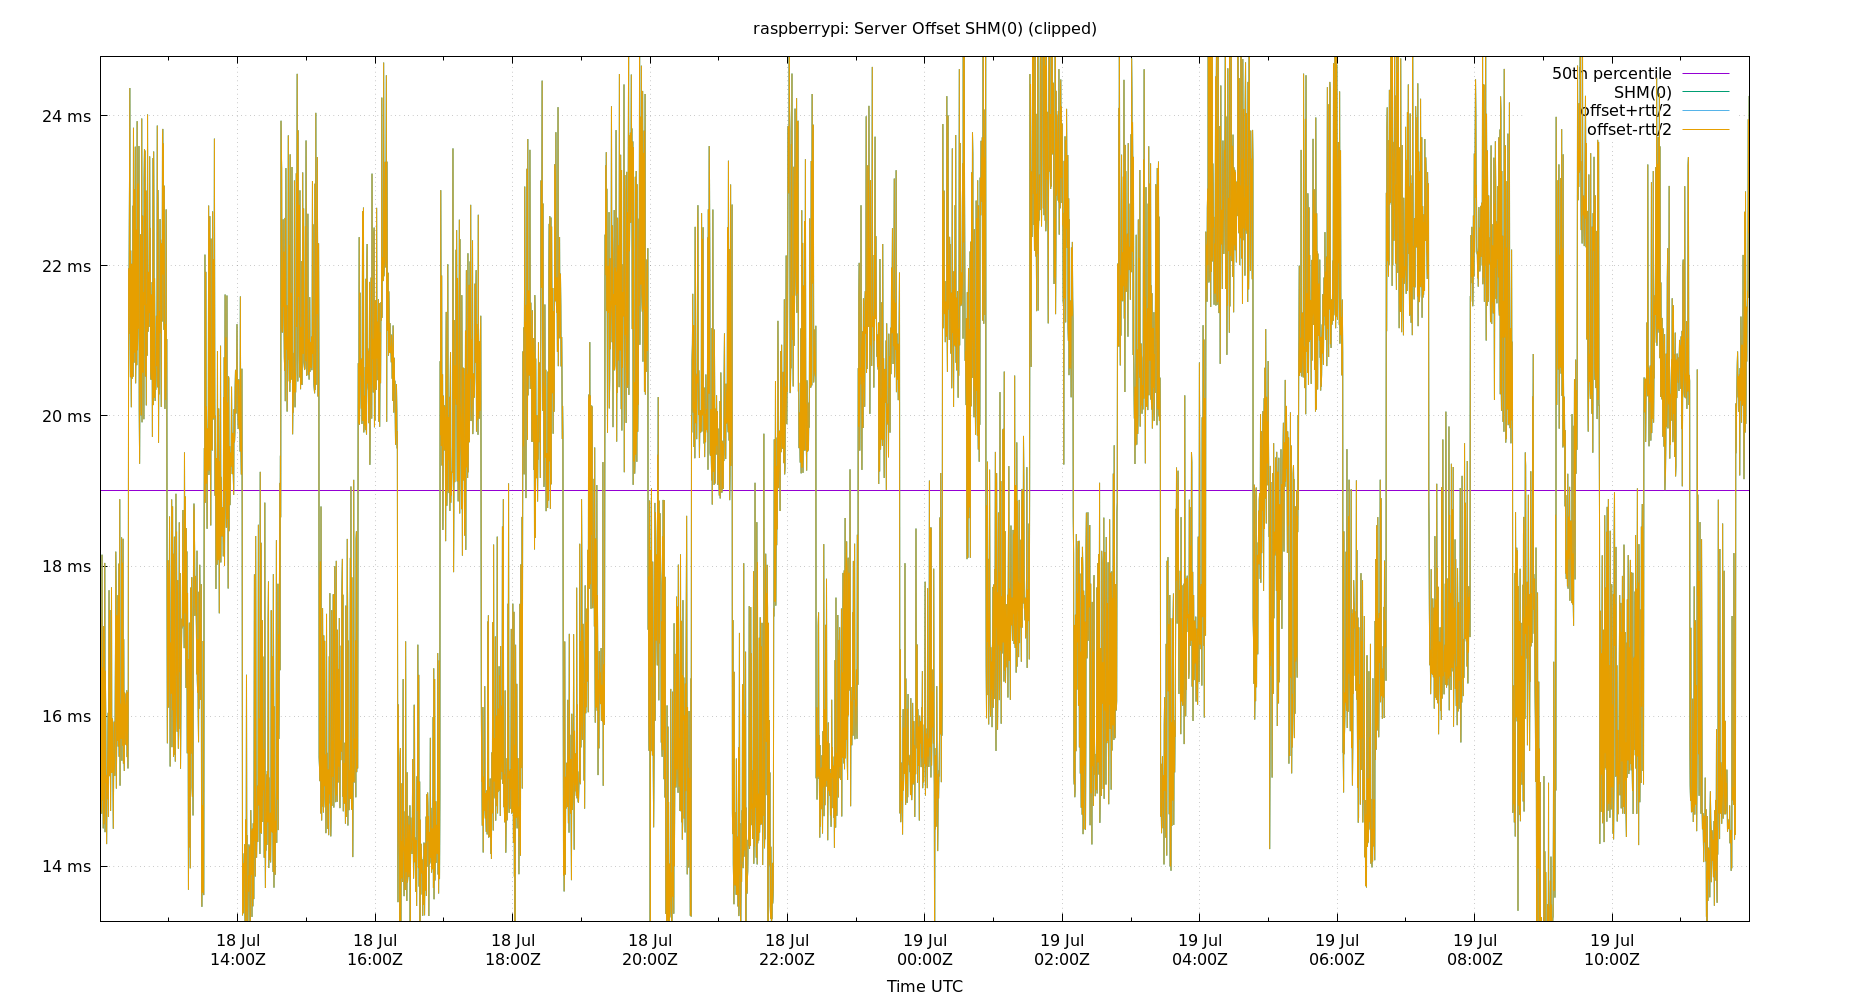 raspberrypi: Server Offset SHM(0) (clipped)
50th percentile
SHM(0)
offset+rtt/2
offset-rtt/2
24 ms
22 ms
20 ms
18 ms
16 ms
14 ms
18 Jul 18 Jul 18 Jul 18 Jul 18 Jul 19 Jul 19 Jul 19 Jul 19 Jul 19 Jul 19 Jul
14:00Z 16:00Z 18:00Z 20:00Z 22:00Z 00:00Z 02:00Z 04:00Z 06:00Z 08:00Z 10:00Z
Time UTC